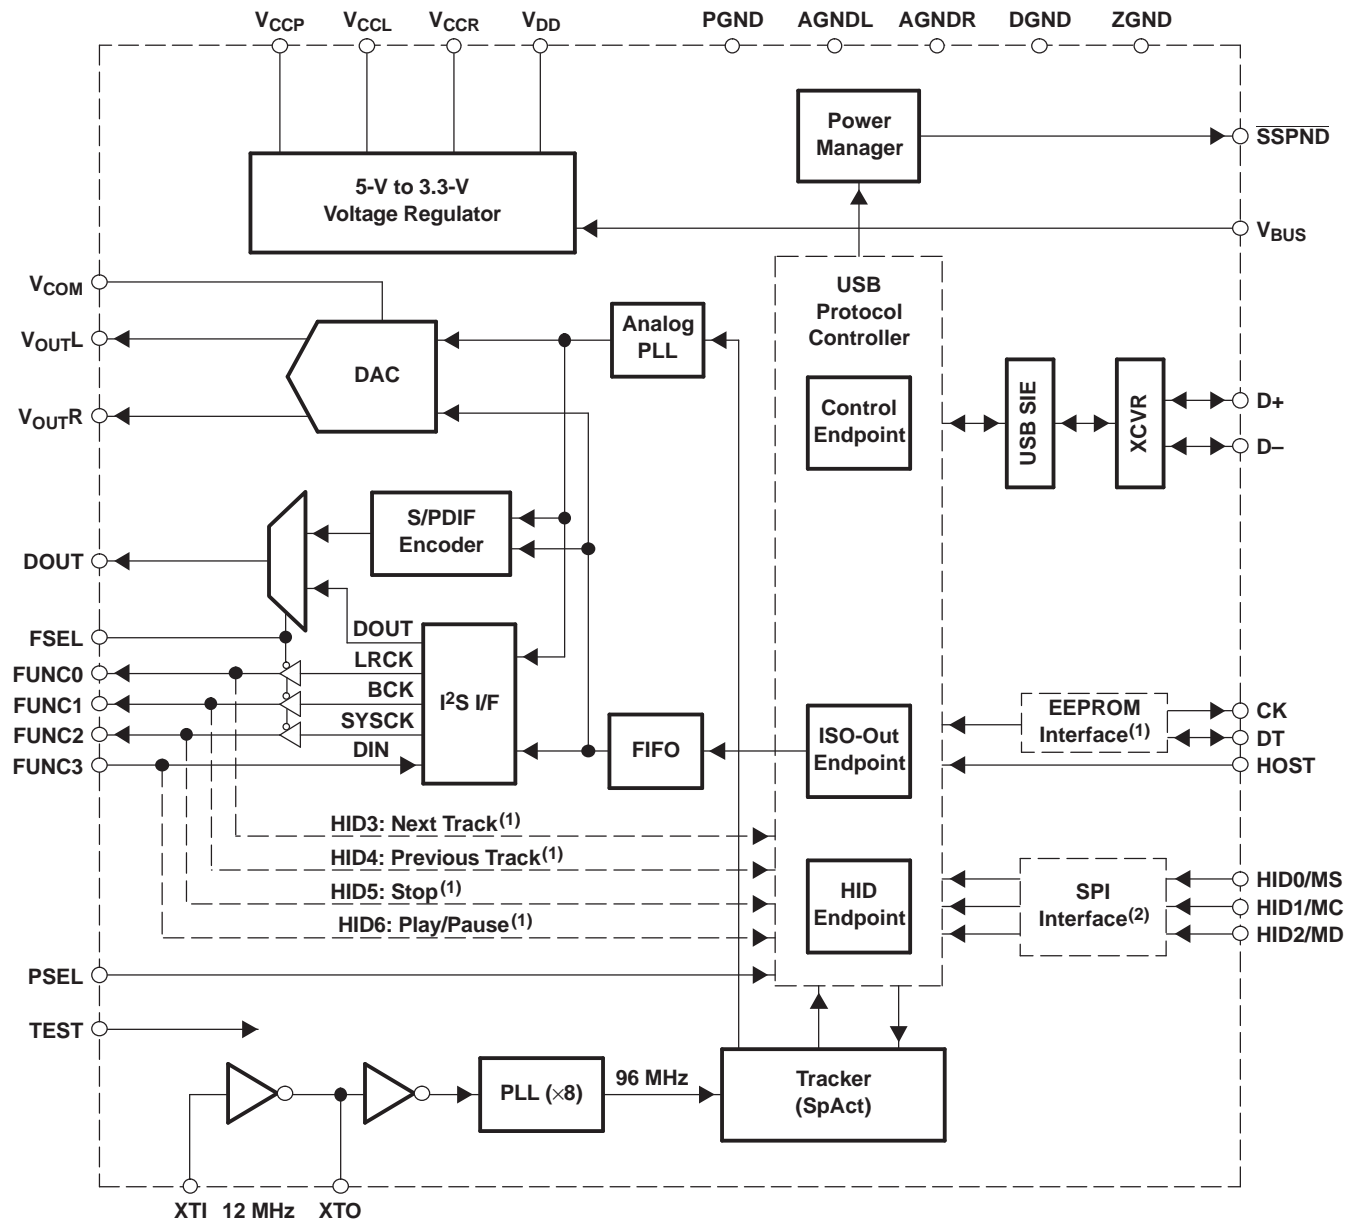 VCCP VCCL VCCR VDD PGND AGNDL AGNDR DGND ZGND
Power
Manager
SSPND
5-V to 3.3-V
Voltage Regulator
VBUS
VCOM
USB
Protocol
Controller
VOUTL
Analog
PLL
DAC
VOUTR
Control
Endpoint
USB SIE
XCVR
D+
D–
S/PDIF
Encoder
DOUT
FSEL
DOUT
FUNC0
LRCK
FUNC1
BCK
I2S I/F
FUNC2
SYSCK
FUNC3
DIN
FIFO
ISO-Out
Endpoint
EEPROM
Interface(1)
CK
DT
HOST
HID3: Next Track(1)
HID4: Previous Track(1)
HID5: Stop(1)
HID6: Play/Pause(1)
HID
Endpoint
SPI
Interface(2)
HID0/MS
HID1/MC
HID2/MD
PSEL
TEST
PLL (×8)
96 MHz
Tracker
(SpAct)
XTI 12 MHz XTO